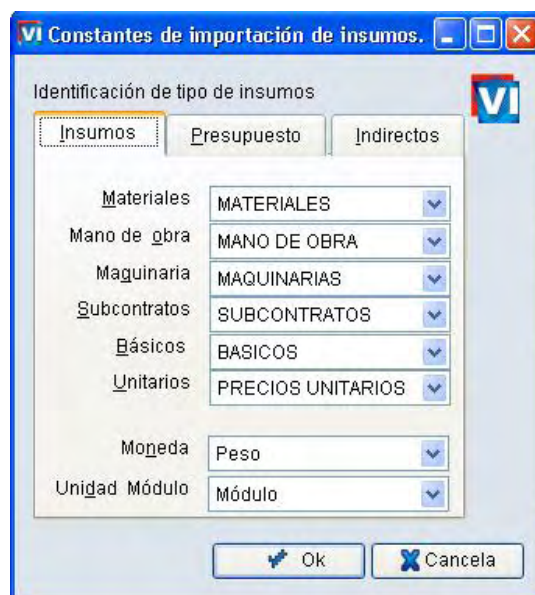 VI Constantes de importación de insumos.
Identificación de tipo de insumos
VI
Insumos Presupuesto Indirectos
Materiales MATERIALES
Mano de obra MANO DE OBRA
Maquinaria MAQUINARIAS
Subcontratos SUBCONTRATOS
Básicos BASICOS
Unitarios PRECIOS UNITARIOS
Moneda Peso
Unidad Módulo Módulo
Ok Cancela